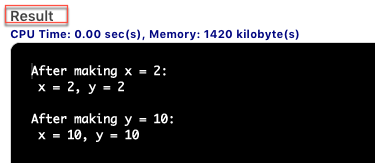 Result
CPU Time: 0.00 sec(s), Memory: 1420 kilobyte(s)
After making x = 2:
x = 2, y = 2
After making y = 10:
x = 10, y = 10